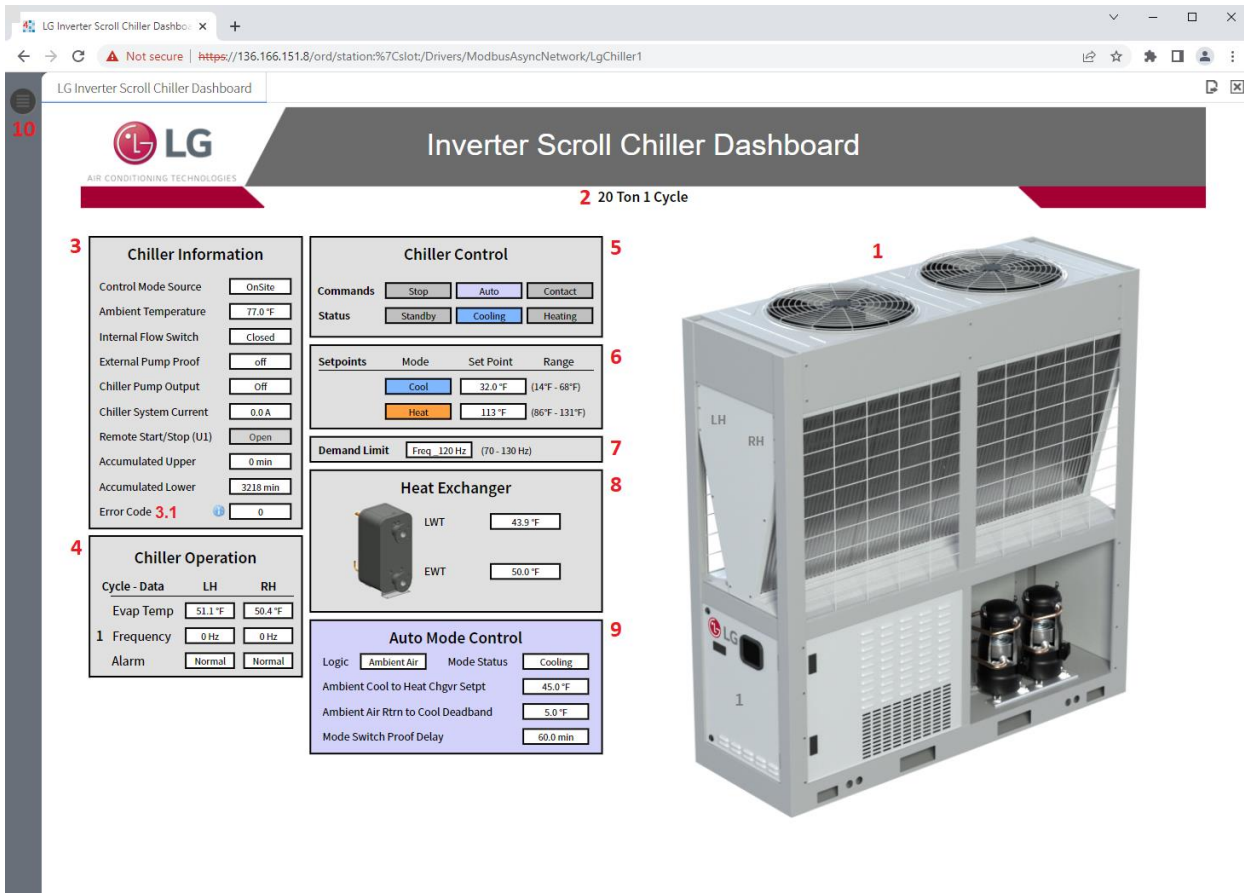 LG Inverter Scroll Chiller Dashbo
Not secure https://136.166.151.8/ord/station:%7Cslot:/Drivers/ModbusAsyncNetwork/LgChiller1
LG Inverter Scroll Chiller Dashboard
10
LG
AIR CONDITIONING TECHNOLOGIES
Inverter Scroll Chiller Dashboard
2 20 Ton 1 Cycle
3
Chiller Information
Control Mode Source OnSite
Ambient Temperature 77.0 °F
Internal Flow Switch Closed
External Pump Proof off
Chiller Pump Output Off
Chiller System Current 0.0 A
Remote Start/Stop (U1) Open
Accumulated Upper 0 min
Accumulated Lower 3218 min
Error Code 3.1 i 0
4
Chiller Operation
Cycle - Data LH RH
Evap Temp 51.1 °F 50.4 °F
1 Frequency 0 Hz 0 Hz
Alarm Normal Normal
5
Chiller Control
Commands Stop Auto Contact
Status Standby Cooling Heating
6
Setpoints Mode Set Point Range
Cool 32.0 °F (14°F - 68°F)
Heat 113 °F (86°F - 131°F)
Demand Limit Freq_120 Hz (70 - 130 Hz) 7
8
Heat Exchanger
LWT 43.9 °F
EWT 50.0 °F
9
Auto Mode Control
Logic Ambient Air Mode Status Cooling
Ambient Cool to Heat Chgvr Setpt 45.0 °F
Ambient Air Rtrn to Cool Deadband 5.0 °F
Mode Switch Proof Delay 60.0 min
1
LH
RH
LG
1